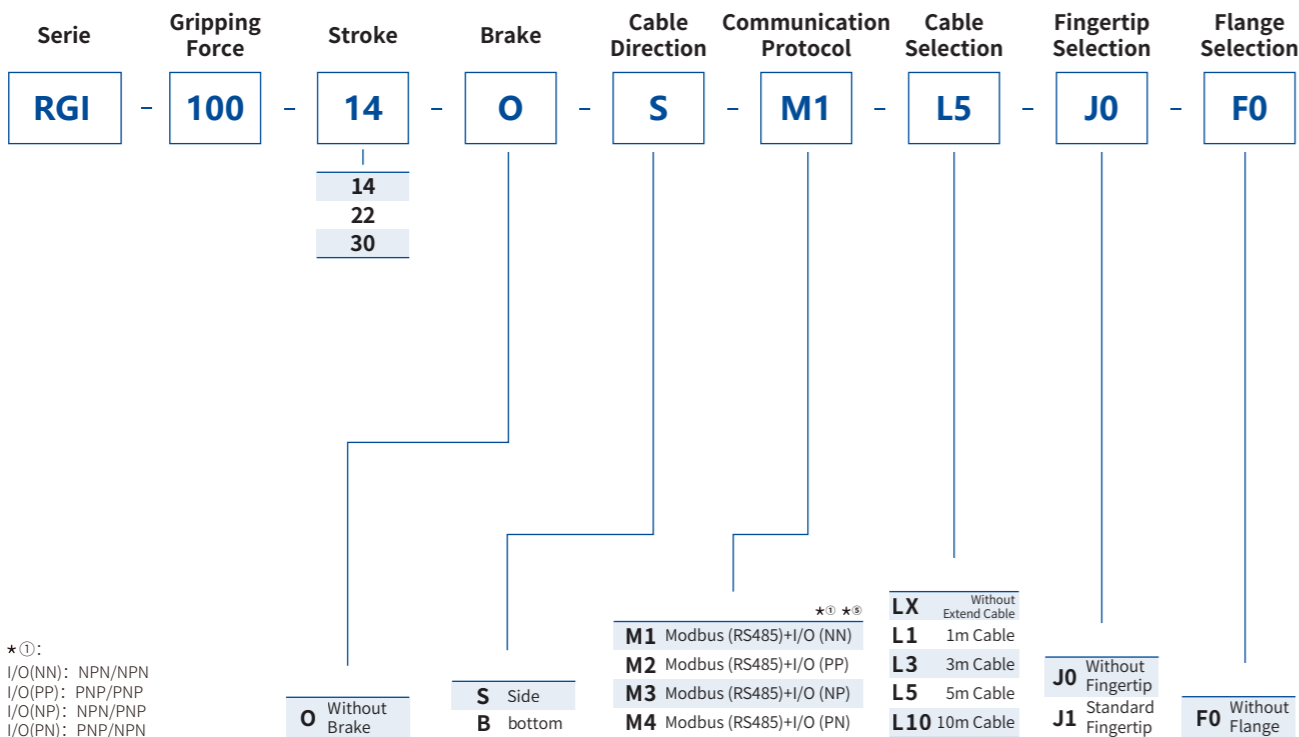 Serie
Gripping
Force
Stroke
Brake
Cable
Direction
Communication
Protocol
Cable
Selection
Fingertip
Selection
Flange
Selection
RGI - 100 - 14 - O - S - M1 - L5 - J0 - F0
14
22
30
★①:
I/O(NN): NPN/NPN
I/O(PP): PNP/PNP
I/O(NP): NPN/PNP
I/O(PN): PNP/NPN
O Without
Brake
S Side
B bottom
★① ★⑤
M1 Modbus (RS485)+I/O (NN)
M2 Modbus (RS485)+I/O (PP)
M3 Modbus (RS485)+I/O (NP)
M4 Modbus (RS485)+I/O (PN)
LX Without
Extend Cable
L1 1m Cable
L3 3m Cable
L5 5m Cable
L10 10m Cable
J0 Without
Fingertip
J1 Standard
Fingertip
F0 Without
Flange